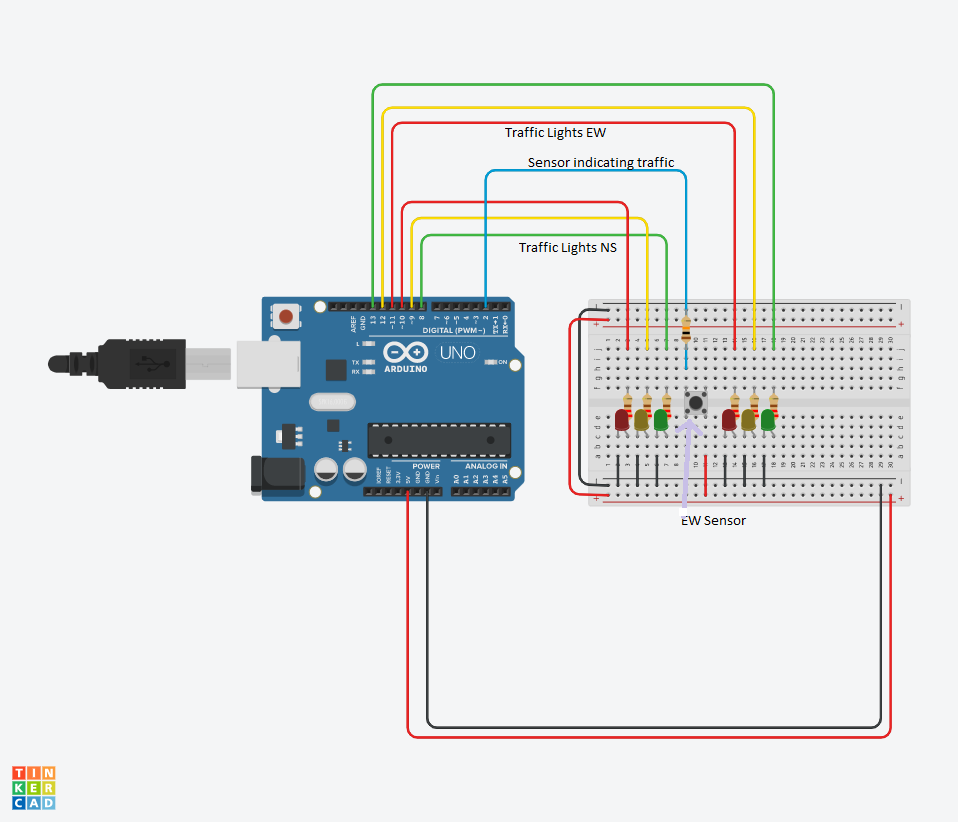 Traffic Lights EW
Sensor indicating traffic
Traffic Lights NS
AREF
GND
13
12
~11
~10
~9
8
7
~6
~5
4
~3
2
TX→1
RX←0
DIGITAL (PWM~)
L
TX
RX
UNO
ARDUINO
ON
POWER
ANALOG IN
IOREF
RESET
3.3V
5V
GND
GND
Vin
A0
A1
A2
A3
A4
A5
EW Sensor
TIN
KER
CAD